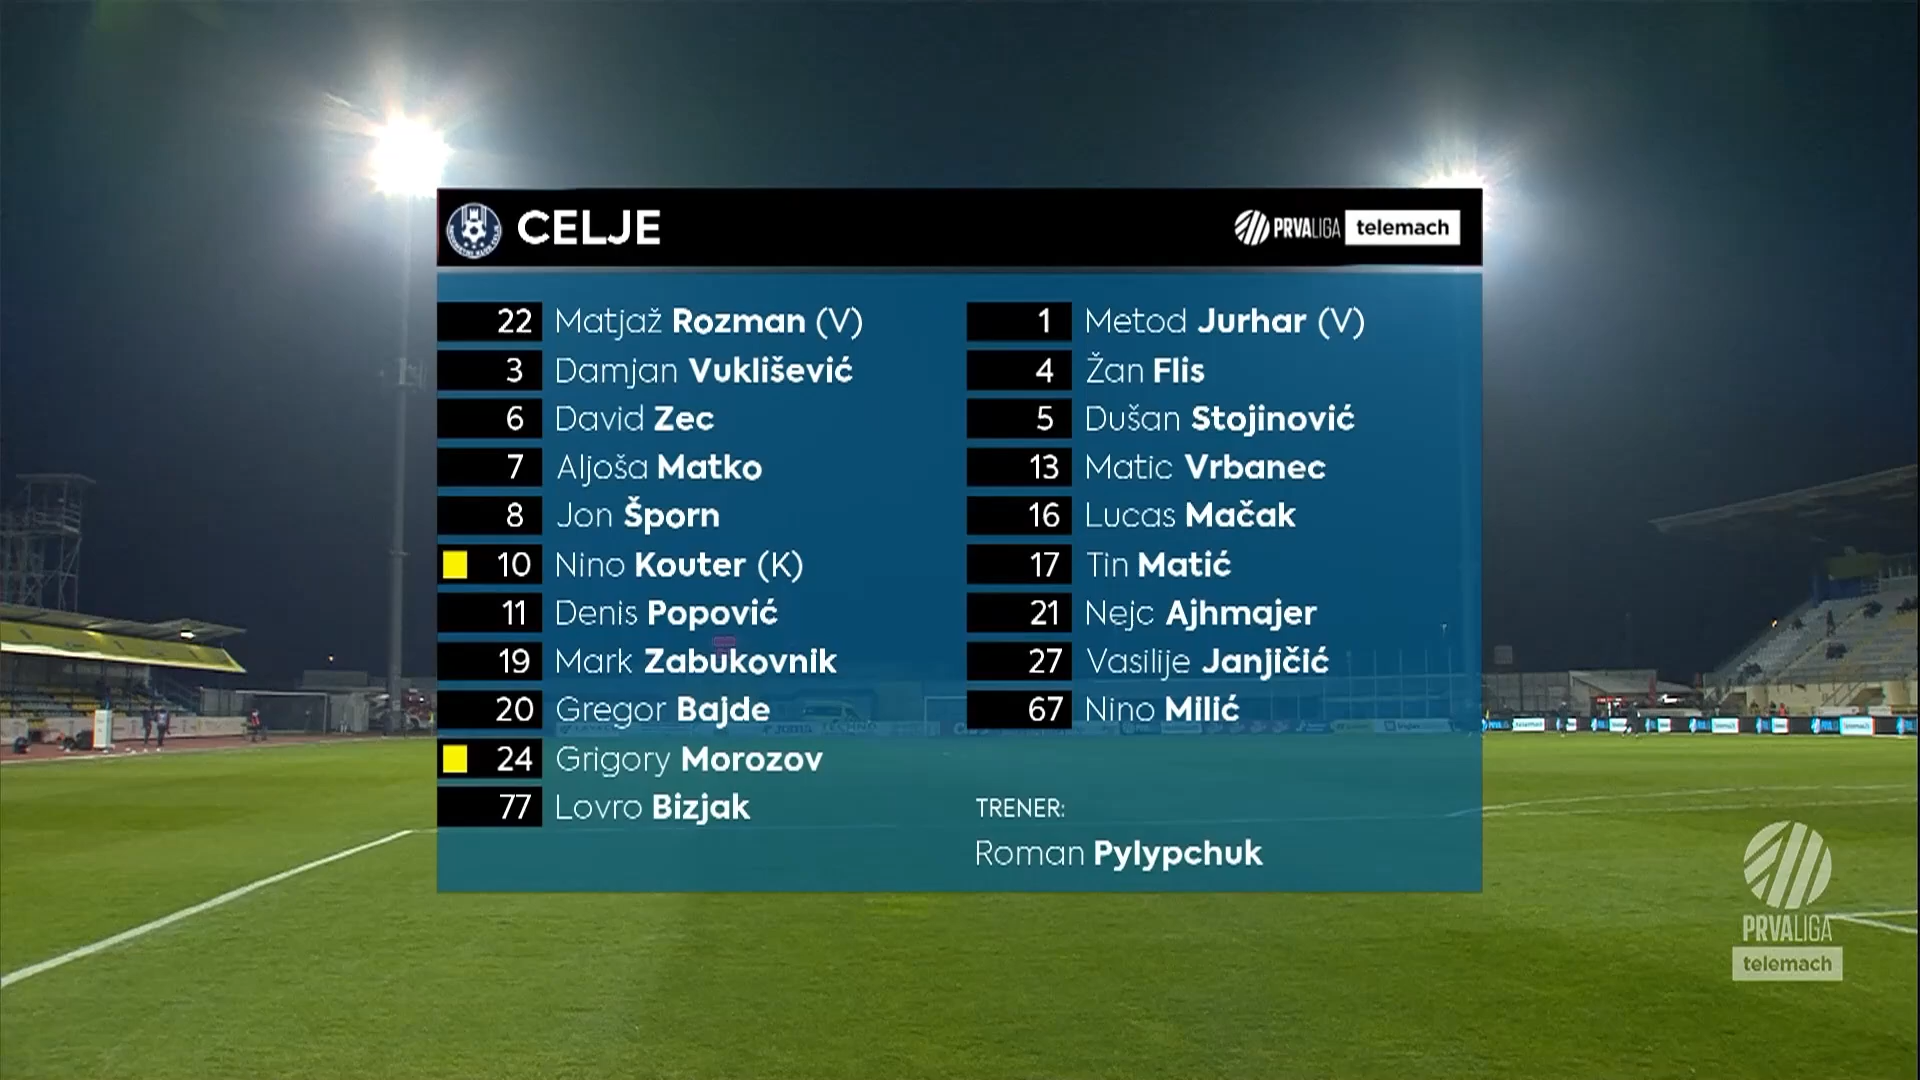 CELJE
PRVALIGA telemach
22 Matjaž Rozman (V)
3 Damjan Vuklišević
6 David Zec
7 Aljoša Matko
8 Jon Šporn
10 Nino Kouter (K)
11 Denis Popović
19 Mark Zabukovnik
20 Gregor Bajde
24 Grigory Morozov
77 Lovro Bizjak
1 Metod Jurhar (V)
4 Žan Flis
5 Dušan Stojinović
13 Matic Vrbanec
16 Lucas Mačak
17 Tin Matić
21 Nejc Ajhmajer
27 Vasilije Janjičić
67 Nino Milić
TRENER:
Roman Pylypchuk
PRVALIGA
telemach